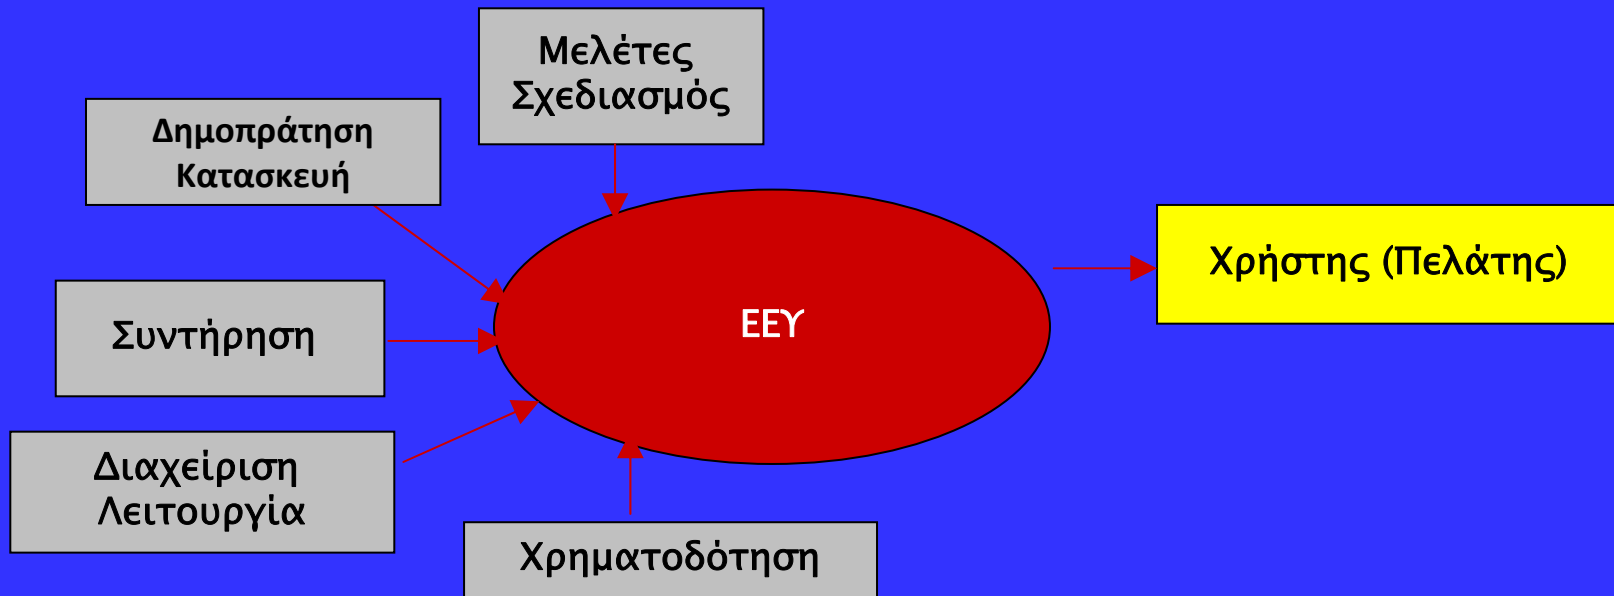 Μελέτες
Σχεδιασμός
Δημοπράτηση
Κατασκευή
Χρήστης (Πελάτης)
ΕΕΥ
Συντήρηση
Διαχείριση
Λειτουργία
Χρηματοδότηση